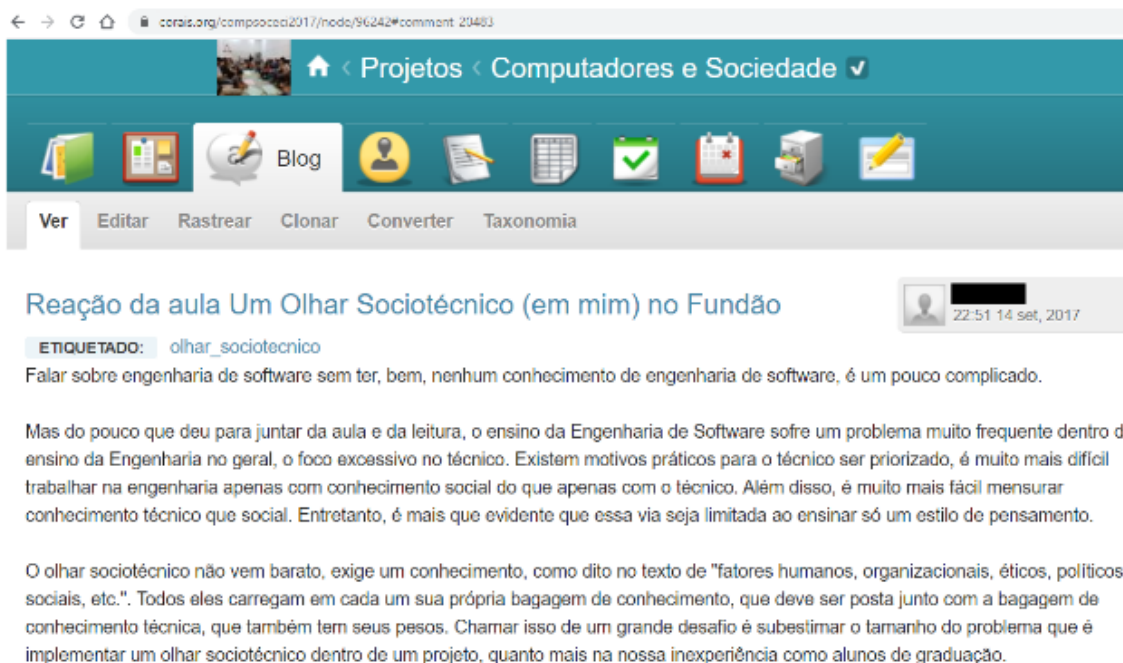 corais.org/compsoceci2017/node/96242#comment-20483
< Projetos < Computadores e Sociedade
Blog
Ver Editar Rastrear Clonar Converter Taxonomia
Reação da aula Um Olhar Sociotécnico (em mim) no Fundão
22:51 14 set, 2017
ETIQUETADO: olhar_sociotecnico
Falar sobre engenharia de software sem ter, bem, nenhum conhecimento de engenharia de software, é um pouco complicado.
Mas do pouco que deu para juntar da aula e da leitura, o ensino da Engenharia de Software sofre um problema muito frequente dentro d
ensino da Engenharia no geral, o foco excessivo no técnico. Existem motivos práticos para o técnico ser priorizado, é muito mais difícil
trabalhar na engenharia apenas com conhecimento social do que apenas com o técnico. Além disso, é muito mais fácil mensurar
conhecimento técnico que social. Entretanto, é mais que evidente que essa via seja limitada ao ensinar só um estilo de pensamento.
O olhar sociotécnico não vem barato, exige um conhecimento, como dito no texto de "fatores humanos, organizacionais, éticos, políticos
sociais, etc.". Todos eles carregam em cada um sua própria bagagem de conhecimento, que deve ser posta junto com a bagagem de
conhecimento técnica, que também tem seus pesos. Chamar isso de um grande desafio é subestimar o tamanho do problema que é
implementar um olhar sociotécnico dentro de um projeto, quanto mais na nossa inexperiência como alunos de graduação.